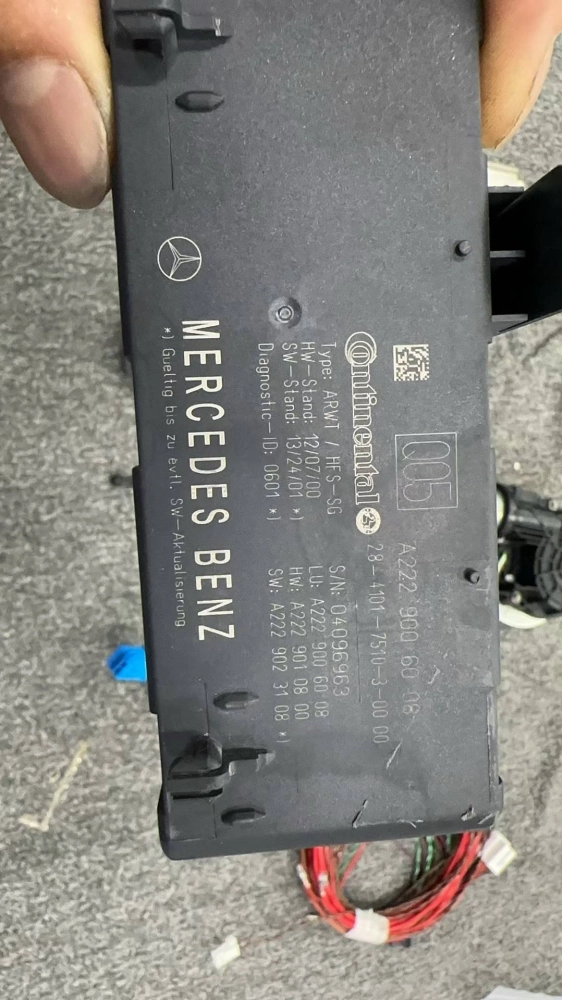 005
A222 900 60 08
Continental
28-4101-7510-3-00 00
Type: ARWT / HFS-SG
HW-Stand: 12/07/00
SW-Stand: 13/24/01 *)
Diagnostic-ID: 0601 *)
S/N: 04096963
LU: A222 900 60 08
HW: A222 901 08 00
SW: A222 902 31 08 *)
MERCEDES BENZ
*) Gueltig bis zu evtl. SW-Aktualisierung